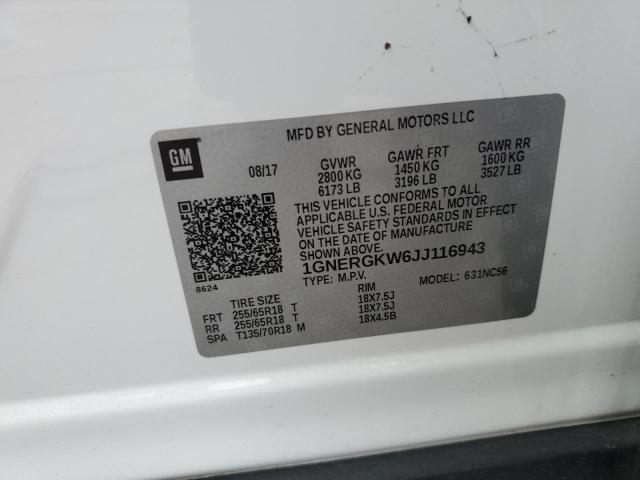 MFD BY GENERAL MOTORS LLC
GM
08/17 GVWR GAWR FRT GAWR RR
2800 KG 1450 KG 1600 KG
6173 LB 3196 LB 3527 LB
THIS VEHICLE CONFORMS TO ALL
APPLICABLE U.S. FEDERAL MOTOR
VEHICLE SAFETY STANDARDS IN EFFECT
ON THE DATE OF MANUFACTURE
SHOWN ABOVE.
1GNERGKW6JJ116943
TYPE: M.P.V. MODEL: 631NC56
8624
TIRE SIZE RIM
FRT 255/65R18 T 18X7.5J
RR 255/65R18 T 18X7.5J
SPA T135/70R18 M 18X4.5B